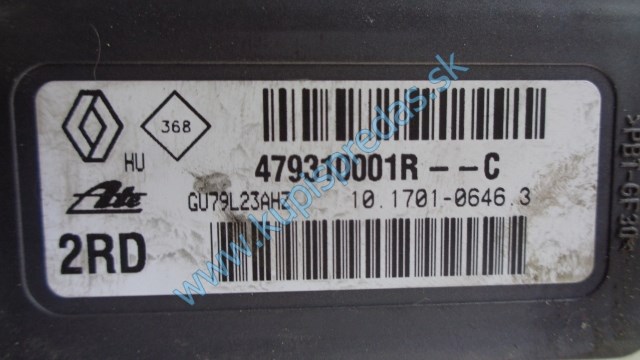 368
HU
479310001R--C
Ate
GU79L23AHZ 10.1701-0646.3
2RD
www.kupispredas.sk